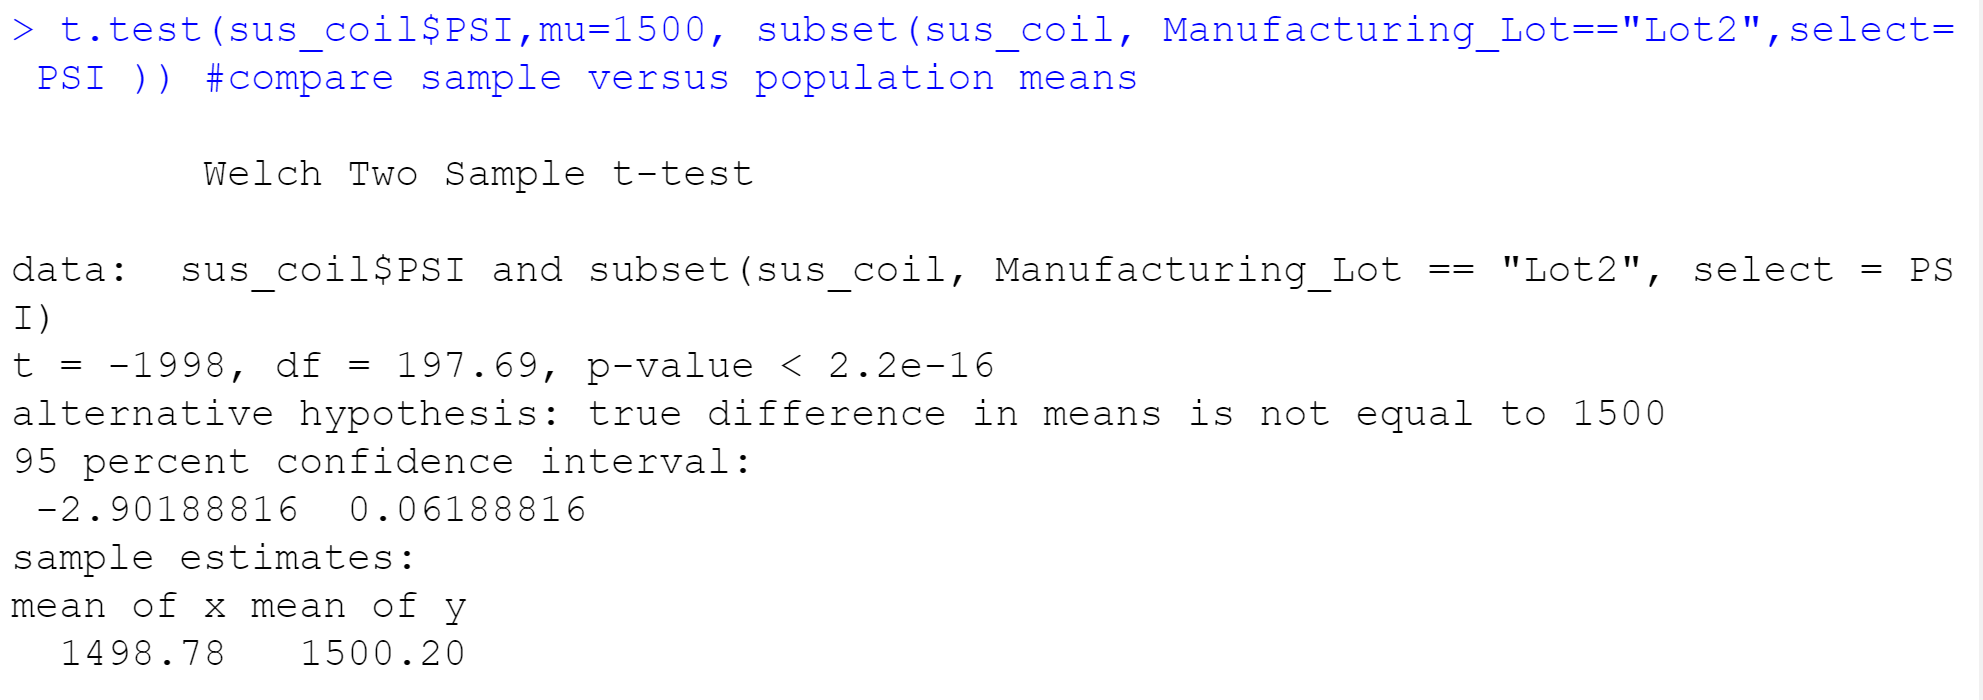 > t.test(sus_coil$PSI,mu=1500, subset(sus_coil, Manufacturing_Lot=="Lot2",select=
 PSI )) #compare sample versus population means
Welch Two Sample t-test
data:  sus_coil$PSI and subset(sus_coil, Manufacturing_Lot == "Lot2", select = PS
I)
t = -1998, df = 197.69, p-value < 2.2e-16
alternative hypothesis: true difference in means is not equal to 1500
95 percent confidence interval:
 -2.90188816  0.06188816
sample estimates:
mean of x mean of y
  1498.78   1500.20